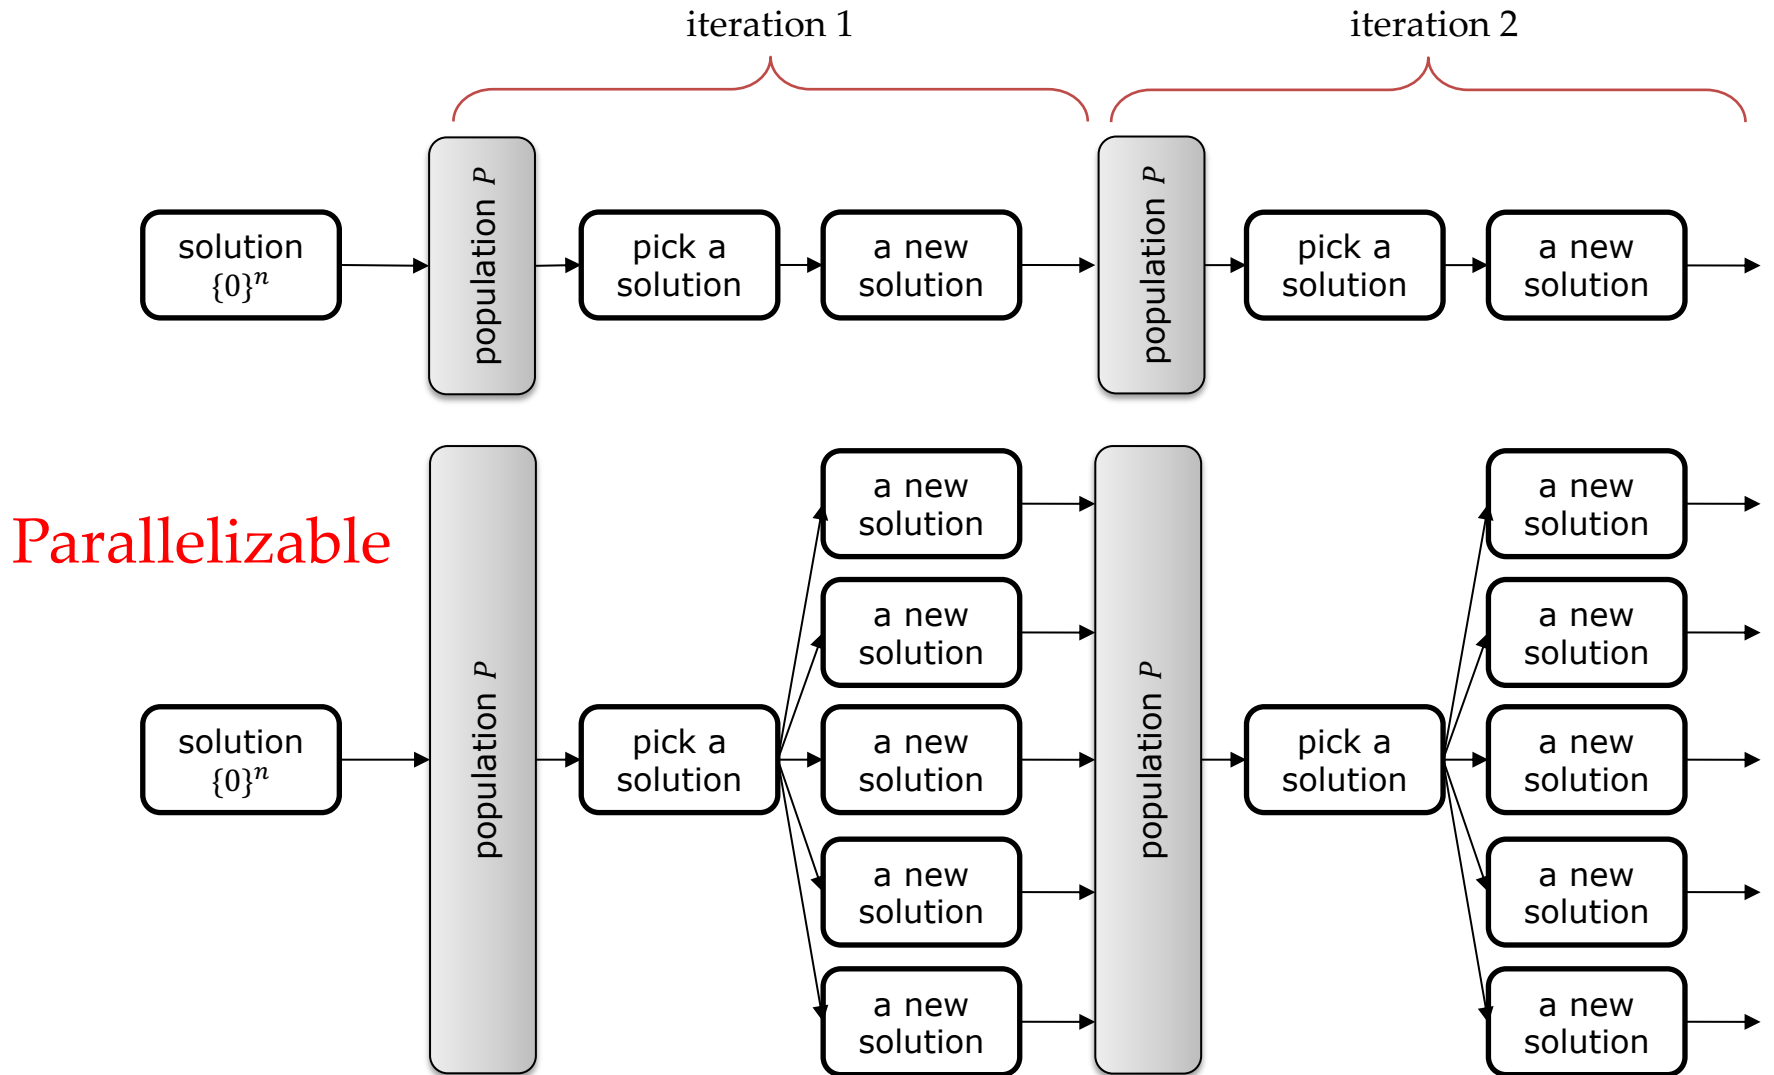 iteration 1
iteration 2
solution
{0}ⁿ
population P
pick a
solution
a new
solution
population P
pick a
solution
a new
solution
Parallelizable
solution
{0}ⁿ
population P
pick a
solution
a new
solution
a new
solution
a new
solution
a new
solution
a new
solution
population P
pick a
solution
a new
solution
a new
solution
a new
solution
a new
solution
a new
solution